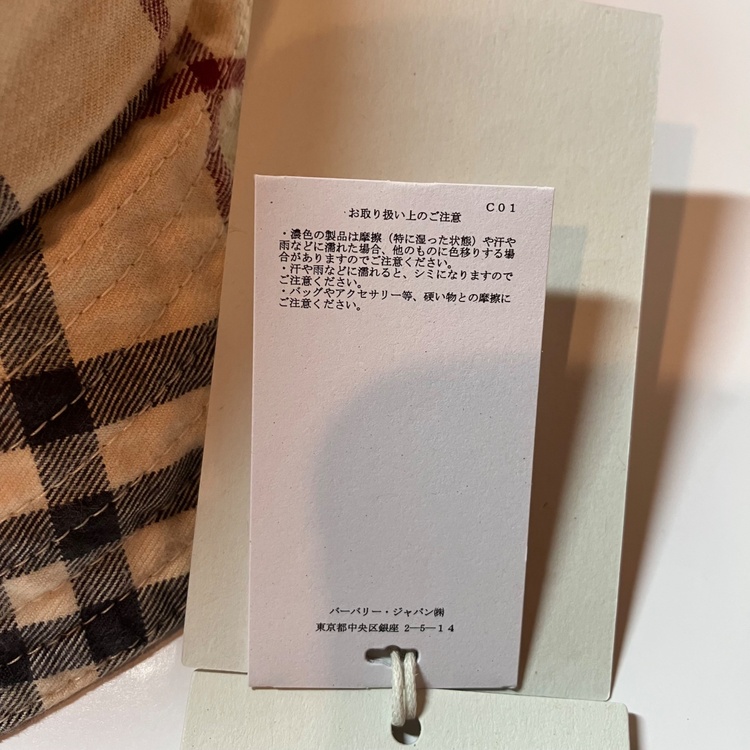 C01
お取り扱い上のご注意
・濃色の製品は摩擦（特に湿った状態）や汗や
雨などに濡れた場合、他のものに色移りする場
合がありますのでご注意ください。
・汗や雨などに濡れると、シミになりますので
ご注意ください。
・バッグやアクセサリー等、硬い物との摩擦に
ご注意ください。
バーバリー・ジャパン㈱
東京都中央区銀座 2―5―14